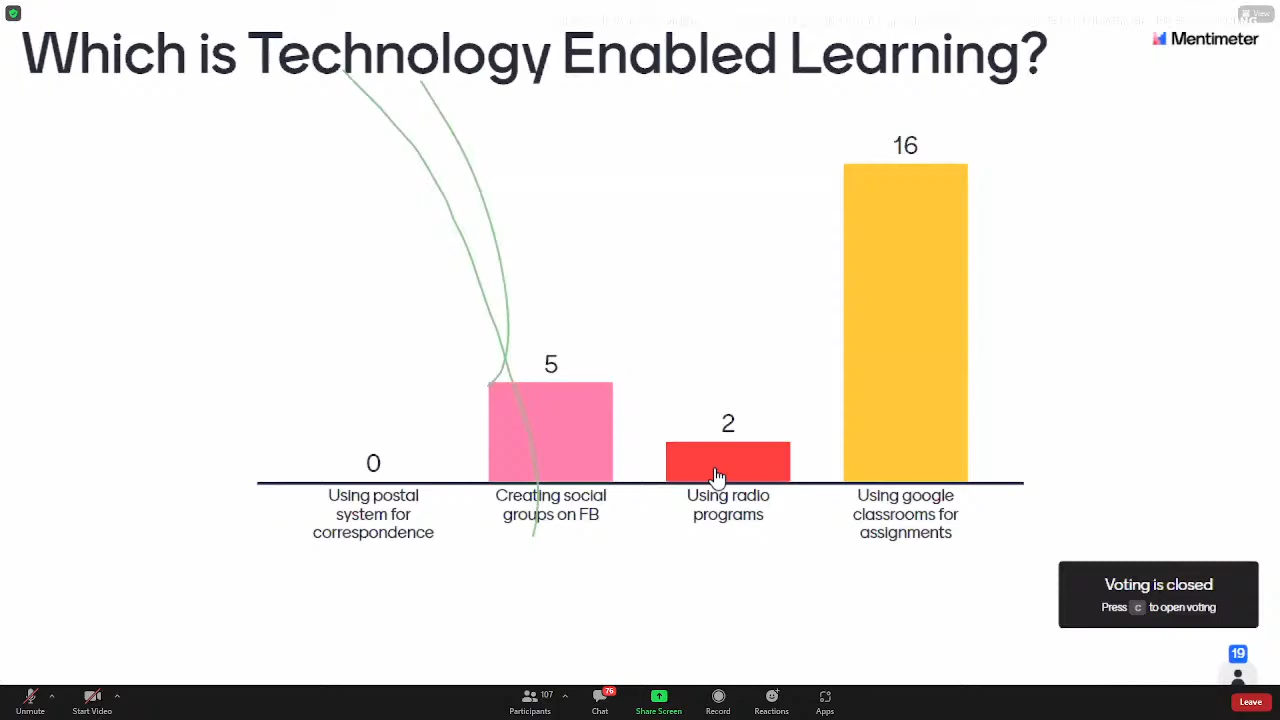 View
Which is Technology Enabled Learning?
Mentimeter
16
5
2
0
Using postal
system for
correspondence
Creating social
groups on FB
Using radio
programs
Using google
classrooms for
assignments
Voting is closed
Press C to open voting
19
Unmute
Start Video
107
Participants
76
Chat
Share Screen
Record
Reactions
Apps
Leave